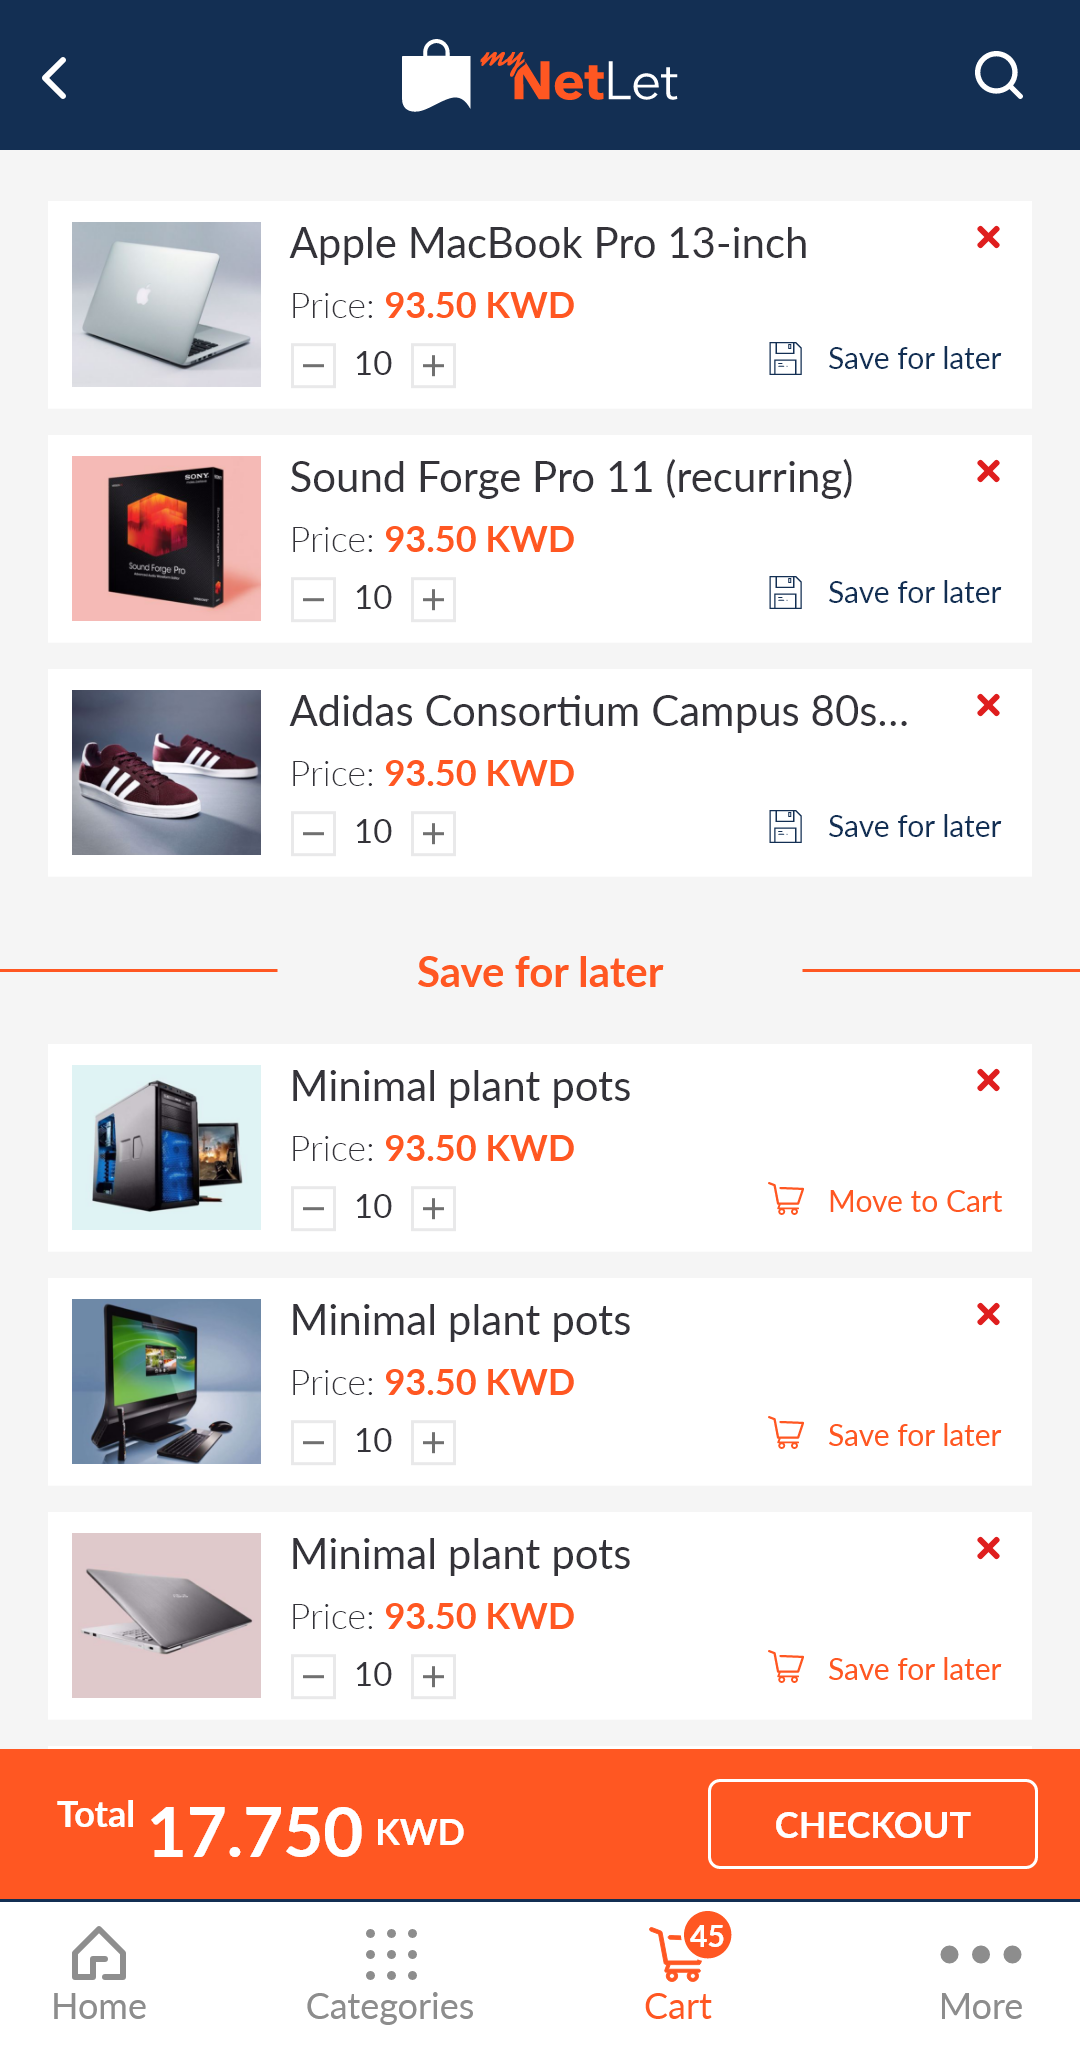 my NetLet
Apple MacBook Pro 13-inch
Price: 93.50 KWD
10
Save for later
SONY
Sound Forge Pro
Sound Forge Pro 11 (recurring)
Price: 93.50 KWD
10
Save for later
Adidas Consortium Campus 80s...
Price: 93.50 KWD
10
Save for later
Save for later
Minimal plant pots
Price: 93.50 KWD
10
Move to Cart
Minimal plant pots
Price: 93.50 KWD
10
Save for later
Minimal plant pots
Price: 93.50 KWD
10
Save for later
Total 17.750 KWD
CHECKOUT
45
Home
Categories
Cart
More